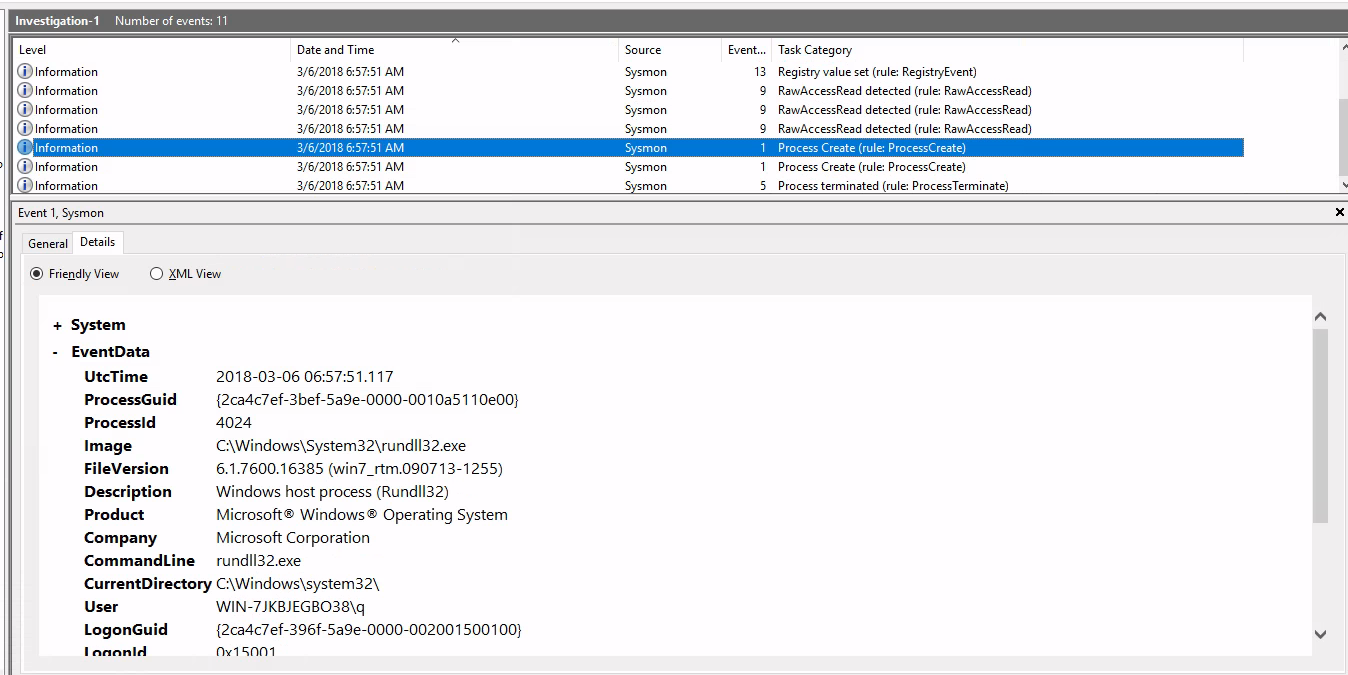 Investigation-1 Number of events: 11
Level Date and Time Source Event... Task Category
Information 3/6/2018 6:57:51 AM Sysmon 13 Registry value set (rule: RegistryEvent)
Information 3/6/2018 6:57:51 AM Sysmon 9 RawAccessRead detected (rule: RawAccessRead)
Information 3/6/2018 6:57:51 AM Sysmon 9 RawAccessRead detected (rule: RawAccessRead)
Information 3/6/2018 6:57:51 AM Sysmon 9 RawAccessRead detected (rule: RawAccessRead)
Information 3/6/2018 6:57:51 AM Sysmon 1 Process Create (rule: ProcessCreate)
Information 3/6/2018 6:57:51 AM Sysmon 1 Process Create (rule: ProcessCreate)
Information 3/6/2018 6:57:51 AM Sysmon 5 Process terminated (rule: ProcessTerminate)
Event 1, Sysmon
General Details
Friendly View XML View
+ System
- EventData
UtcTime 2018-03-06 06:57:51.117
ProcessGuid {2ca4c7ef-3bef-5a9e-0000-0010a5110e00}
ProcessId 4024
Image C:\Windows\System32\rundll32.exe
FileVersion 6.1.7600.16385 (win7_rtm.090713-1255)
Description Windows host process (Rundll32)
Product Microsoft® Windows® Operating System
Company Microsoft Corporation
CommandLine rundll32.exe
CurrentDirectory C:\Windows\system32\
User WIN-7JKBJEGBO38\q
LogonGuid {2ca4c7ef-396f-5a9e-0000-002001500100}
LogonId 0x15001